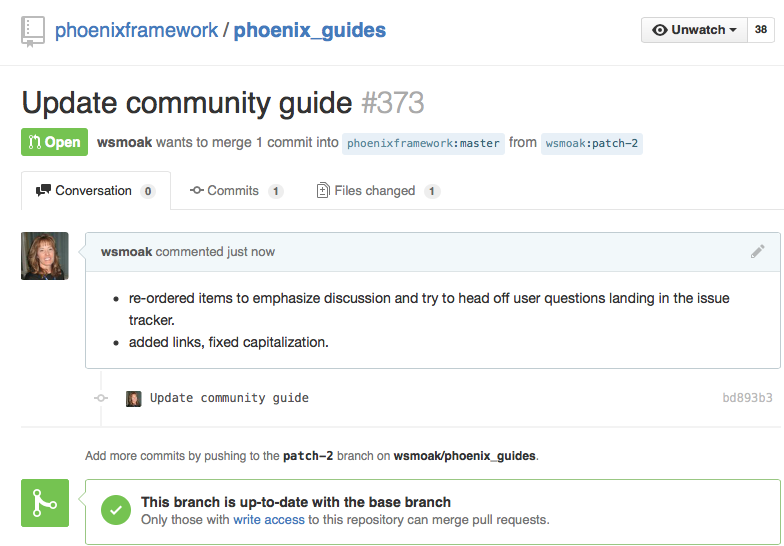 phoenixframework / phoenix_guides
Unwatch 38
Update community guide #373
Open wsmoak wants to merge 1 commit into phoenixframework:master from wsmoak:patch-2
Conversation 0 Commits 1 Files changed 1
wsmoak commented just now
• re-ordered items to emphasize discussion and try to head off user questions landing in the issue
tracker.
• added links, fixed capitalization.
Update community guide bd893b3
Add more commits by pushing to the patch-2 branch on wsmoak/phoenix_guides.
This branch is up-to-date with the base branch
Only those with write access to this repository can merge pull requests.